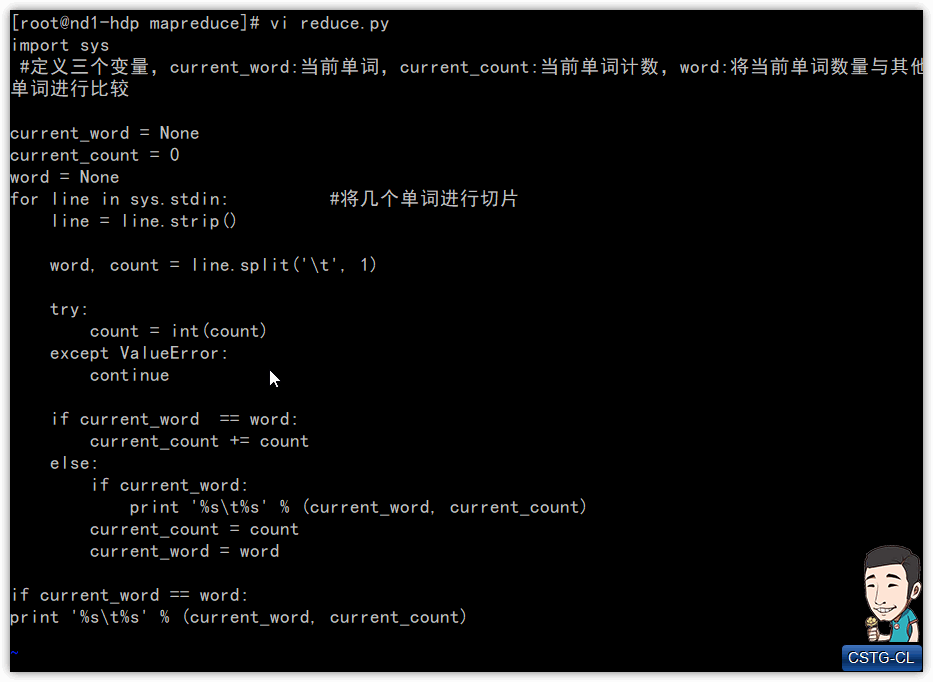 [root@nd1-hdp mapreduce]# vi reduce.py
import sys
 #定义三个变量，current_word:当前单词，current_count:当前单词计数，word:将当前单词数量与其他
单词进行比较

current_word = None
current_count = 0
word = None
for line in sys.stdin:          #将几个单词进行切片
    line = line.strip()

    word, count = line.split('\t', 1)

    try:
        count = int(count)
    except ValueError:
        continue

    if current_word  == word:
        current_count += count
    else:
        if current_word:
            print '%s\t%s' % (current_word, current_count)
        current_count = count
        current_word = word

if current_word == word:
print '%s\t%s' % (current_word, current_count)

~
CSTG-CL